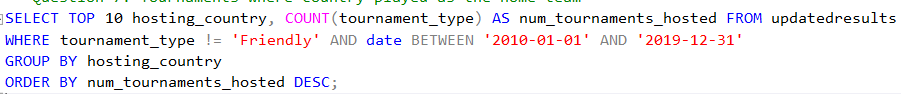 Question 7: Tournaments where country played as the home team
SELECT TOP 10 hosting_country, COUNT(tournament_type) AS num_tournaments_hosted FROM updatedresults
WHERE tournament_type != 'Friendly' AND date BETWEEN '2010-01-01' AND '2019-12-31'
GROUP BY hosting_country
ORDER BY num_tournaments_hosted DESC;